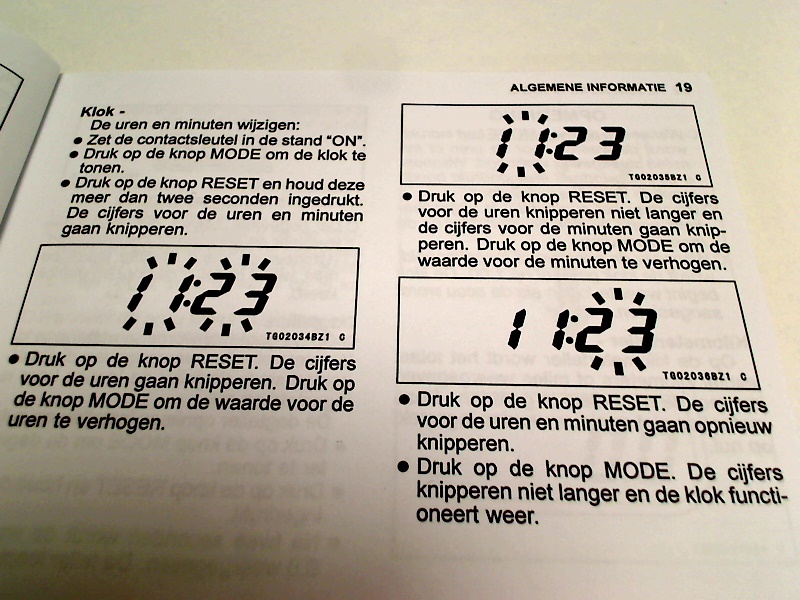 ALGEMENE INFORMATIE 19
Klok -
De uren en minuten wijzigen:
● Zet de contactsleutel in de stand “ON”.
● Druk op de knop MODE om de klok te
tonen.
● Druk op de knop RESET en houd deze
meer dan twee seconden ingedrukt.
De cijfers voor de uren en minuten
gaan knipperen.
11:23
TG02034BZ1 C
● Druk op de knop RESET. De cijfers
voor de uren gaan knipperen. Druk op
de knop MODE om de waarde voor de
uren te verhogen.
11:23
TG02035BZ1 C
● Druk op de knop RESET. De cijfers
voor de uren knipperen niet langer en
de cijfers voor de minuten gaan knip-
peren. Druk op de knop MODE om de
waarde voor de minuten te verhogen.
11:23
TG02036BZ1 C
● Druk op de knop RESET. De cijfers
voor de uren en minuten gaan opnieuw
knipperen.
● Druk op de knop MODE. De cijfers
knipperen niet langer en de klok functi-
oneert weer.